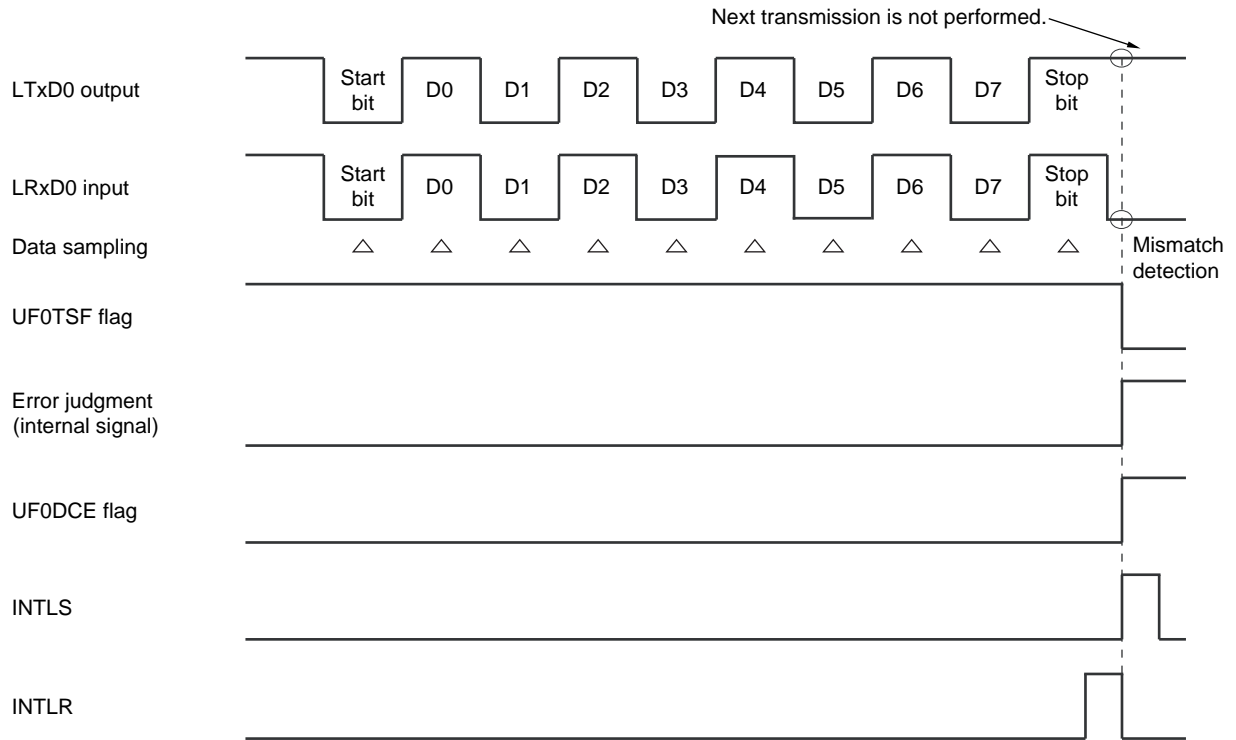 Next transmission is not performed.
LTxD0 output
Start
bit
D0
D1
D2
D3
D4
D5
D6
D7
Stop
bit
LRxD0 input
Start
bit
D0
D1
D2
D3
D4
D5
D6
D7
Stop
bit
Data sampling
Mismatch
detection
UF0TSF flag
Error judgment
(internal signal)
UF0DCE flag
INTLS
INTLR